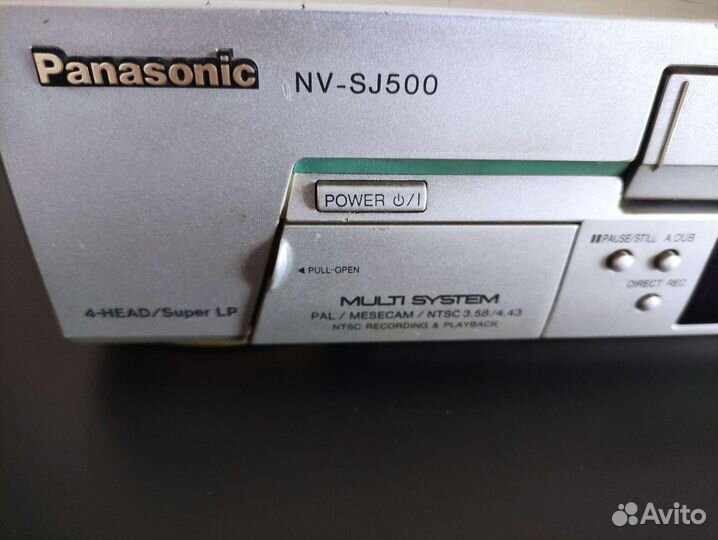 Panasonic NV-SJ500
POWER ⏻/I
❚❚PAUSE/STILL A.DUB
◄ PULL-OPEN
DIRECT REC
MULTI SYSTEM
4-HEAD/Super LP
PAL / MESECAM / NTSC 3.58/4.43
NTSC RECORDING & PLAYBACK
Avito